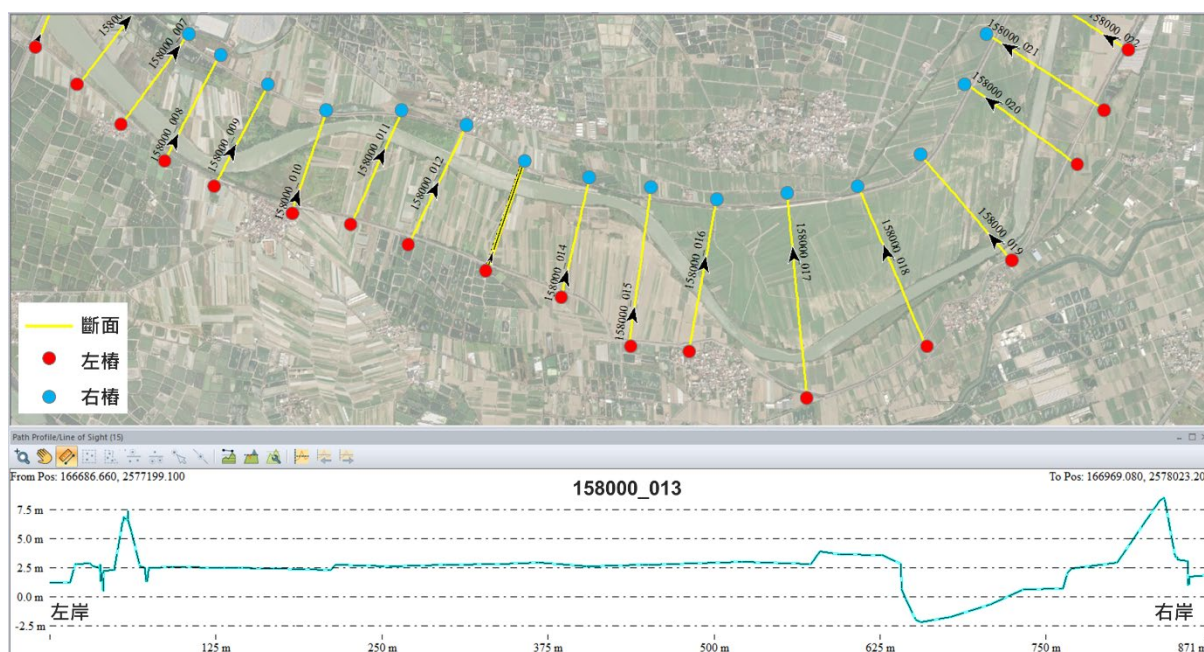 158000_007
158000_022
158000_021
158000_008
158000_020
158000_009
158000_011
158000_010
158000_012
158000_016
158000_017
158000_018
158000_019
158000_014
158000_015
斷面
左樁
右樁
Path Profile/Line of Sight (15)
From Pos: 166686.660, 2577199.100
To Pos: 166969.080, 2578023.20
158000_013
7.5 m
5.0 m
2.5 m
0.0 m
左岸
右岸
-2.5 m
125 m
250 m
375 m
500 m
625 m
750 m
871 m